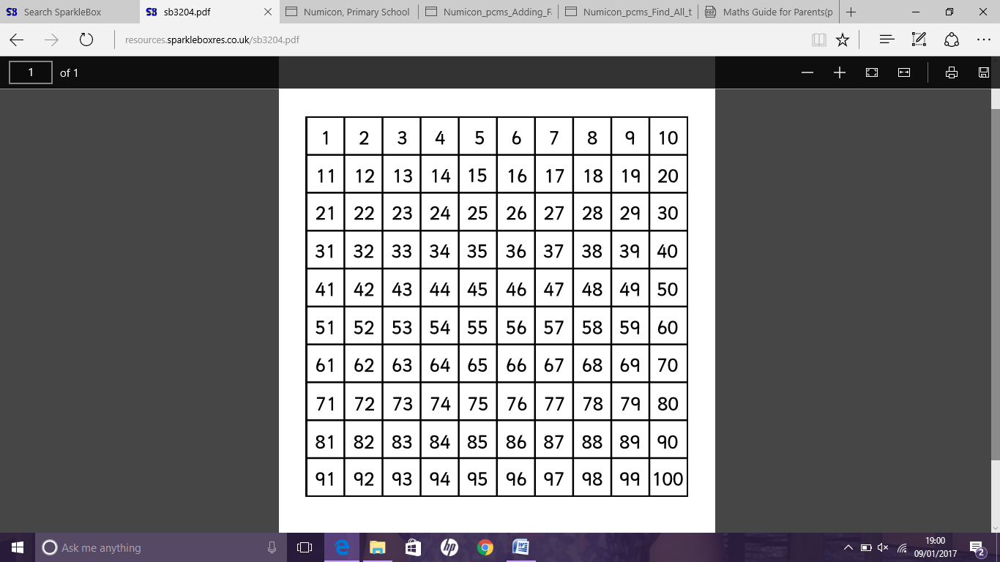 Search SparkleBox
sb3204.pdf
Numicon, Primary School
Numicon_pcms_Adding_F
Numicon_pcms_Find_All_t
Maths Guide for Parents(p
resources.sparkleboxres.co.uk/sb3204.pdf
1 of 1
1 2 3 4 5 6 7 8 9 10
11 12 13 14 15 16 17 18 19 20
21 22 23 24 25 26 27 28 29 30
31 32 33 34 35 36 37 38 39 40
41 42 43 44 45 46 47 48 49 50
51 52 53 54 55 56 57 58 59 60
61 62 63 64 65 66 67 68 69 70
71 72 73 74 75 76 77 78 79 80
81 82 83 84 85 86 87 88 89 90
91 92 93 94 95 96 97 98 99 100
Ask me anything
19:00
09/01/2017
2